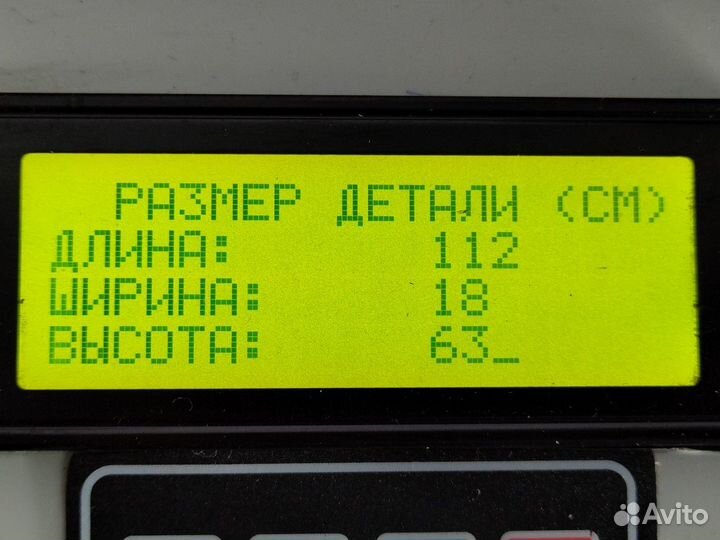 РАЗМЕР ДЕТАЛИ (СМ)
ДЛИНА: 112
ШИРИНА: 18
ВЫСОТА: 63_
Avito